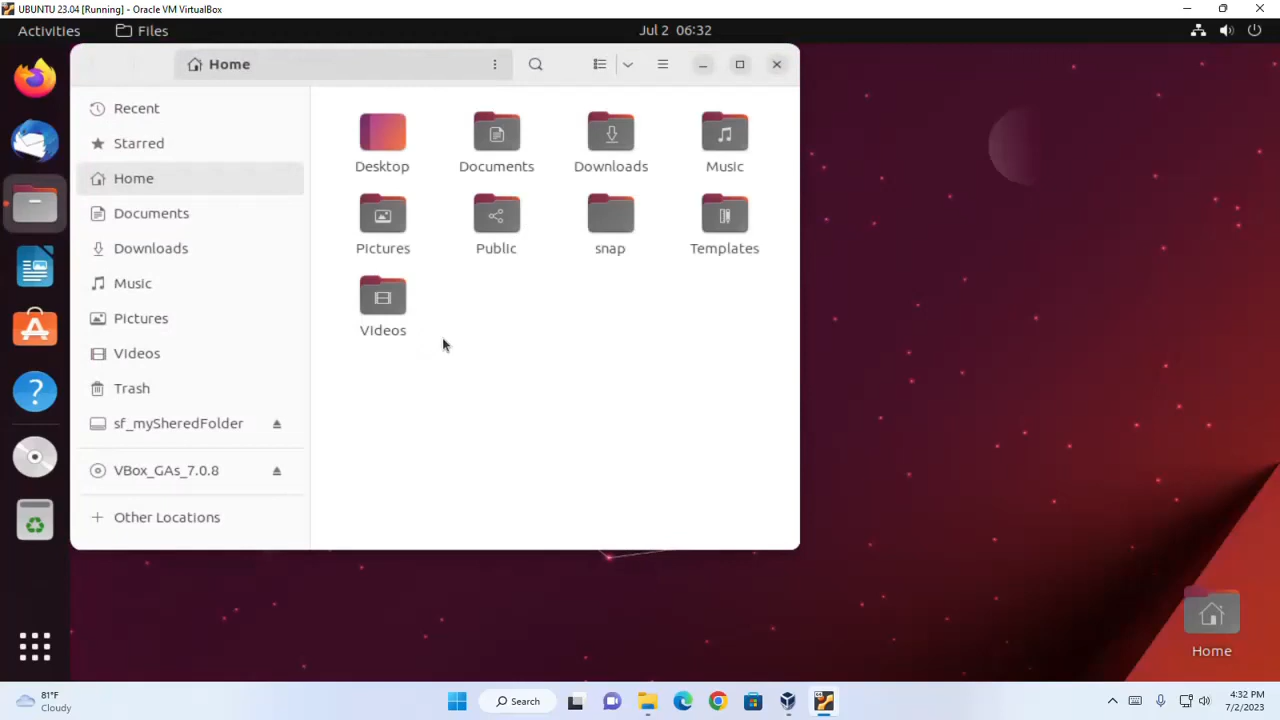 UBUNTU 23.04 [Running] - Oracle VM VirtualBox
Activities Files Jul 2 06:32
Home
Recent
Starred
Home
Documents
Downloads
Music
Pictures
VIdeos
Trash
sf_mySheredFolder
VBox_GAs_7.0.8
Other Locations
Desktop Documents Downloads Music
Pictures Public snap Templates
VIdeos
Home
81°F
Cloudy
Search
4:32 PM
7/2/2023